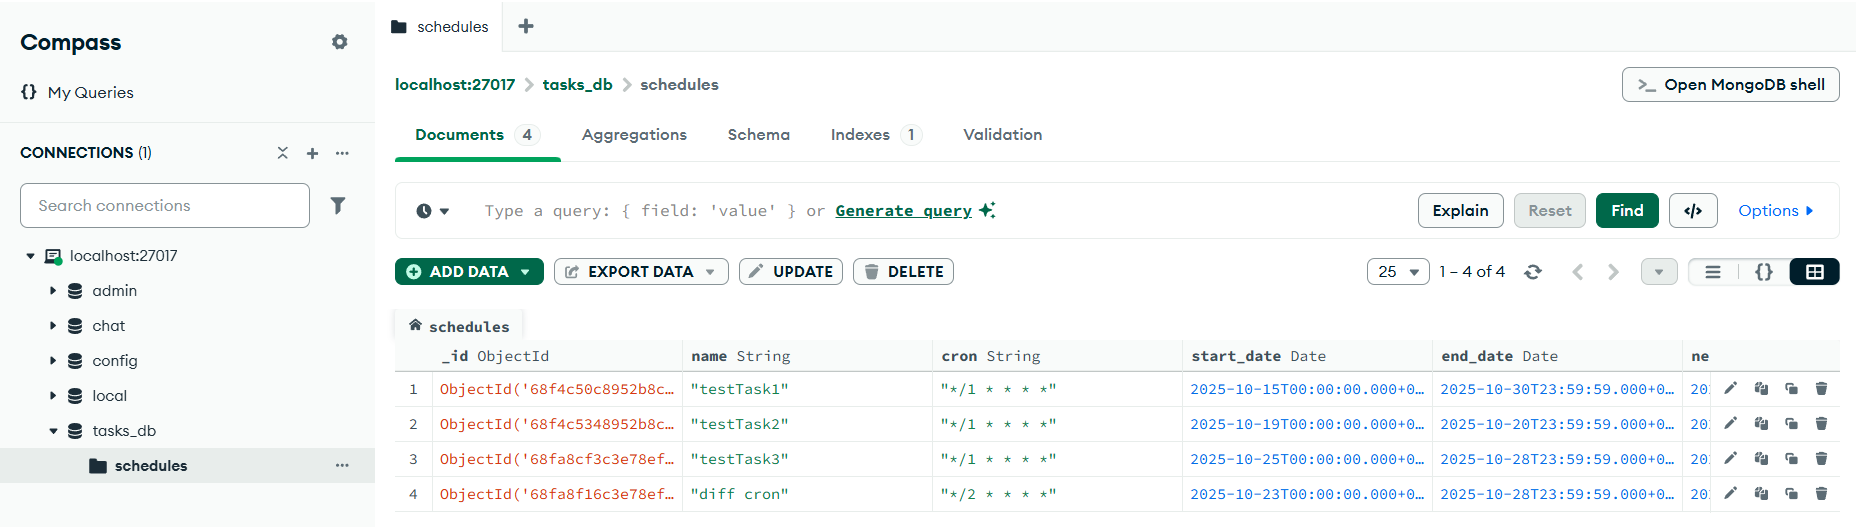 Compass
My Queries
CONNECTIONS (1)
Search connections
localhost:27017
admin
chat
config
local
tasks_db
schedules
schedules
localhost:27017 tasks_db schedules
>_ Open MongoDB shell
Documents 4 Aggregations Schema Indexes 1 Validation
Type a query: { field: 'value' } or Generate query
Explain Reset Find </> Options
ADD DATA EXPORT DATA UPDATE DELETE
25 1 – 4 of 4 {}
schedules
_id ObjectId name String cron String start_date Date end_date Date ne
1 ObjectId('68f4c50c8952b8c… "testTask1" "*/1 * * * *" 2025-10-15T00:00:00.000+0… 2025-10-30T23:59:59.000+0… 20
2 ObjectId('68f4c5348952b8c… "testTask2" "*/1 * * * *" 2025-10-19T00:00:00.000+0… 2025-10-20T23:59:59.000+0… 20
3 ObjectId('68fa8cf3c3e78ef… "testTask3" "*/1 * * * *" 2025-10-25T00:00:00.000+0… 2025-10-28T23:59:59.000+0… 20
4 ObjectId('68fa8f16c3e78ef… "diff cron" "*/2 * * * *" 2025-10-23T00:00:00.000+0… 2025-10-28T23:59:59.000+0… 20